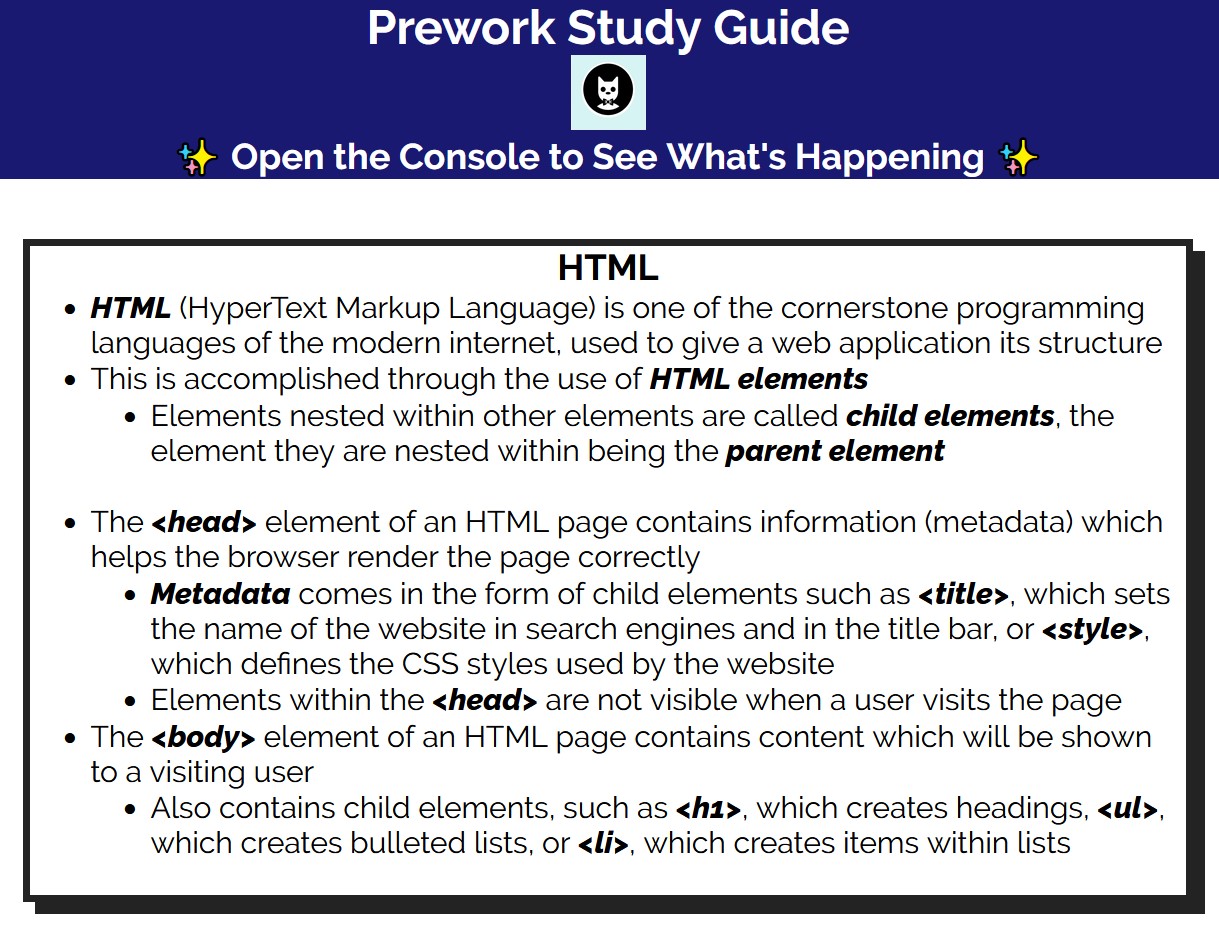 Prework Study Guide
✨ Open the Console to See What's Happening ✨
HTML
• HTML (HyperText Markup Language) is one of the cornerstone programming
languages of the modern internet, used to give a web application its structure
• This is accomplished through the use of HTML elements
• Elements nested within other elements are called child elements, the
element they are nested within being the parent element
• The <head> element of an HTML page contains information (metadata) which
helps the browser render the page correctly
• Metadata comes in the form of child elements such as <title>, which sets
the name of the website in search engines and in the title bar, or <style>,
which defines the CSS styles used by the website
• Elements within the <head> are not visible when a user visits the page
• The <body> element of an HTML page contains content which will be shown
to a visiting user
• Also contains child elements, such as <h1>, which creates headings, <ul>,
which creates bulleted lists, or <li>, which creates items within lists